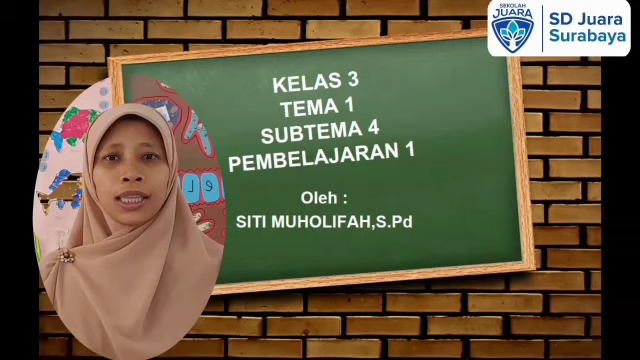 SEKOLAH
JUARA
SD Juara
Surabaya
KELAS 3
TEMA 1
SUBTEMA 4
PEMBELAJARAN 1
Oleh :
SITI MUHOLIFAH,S.Pd